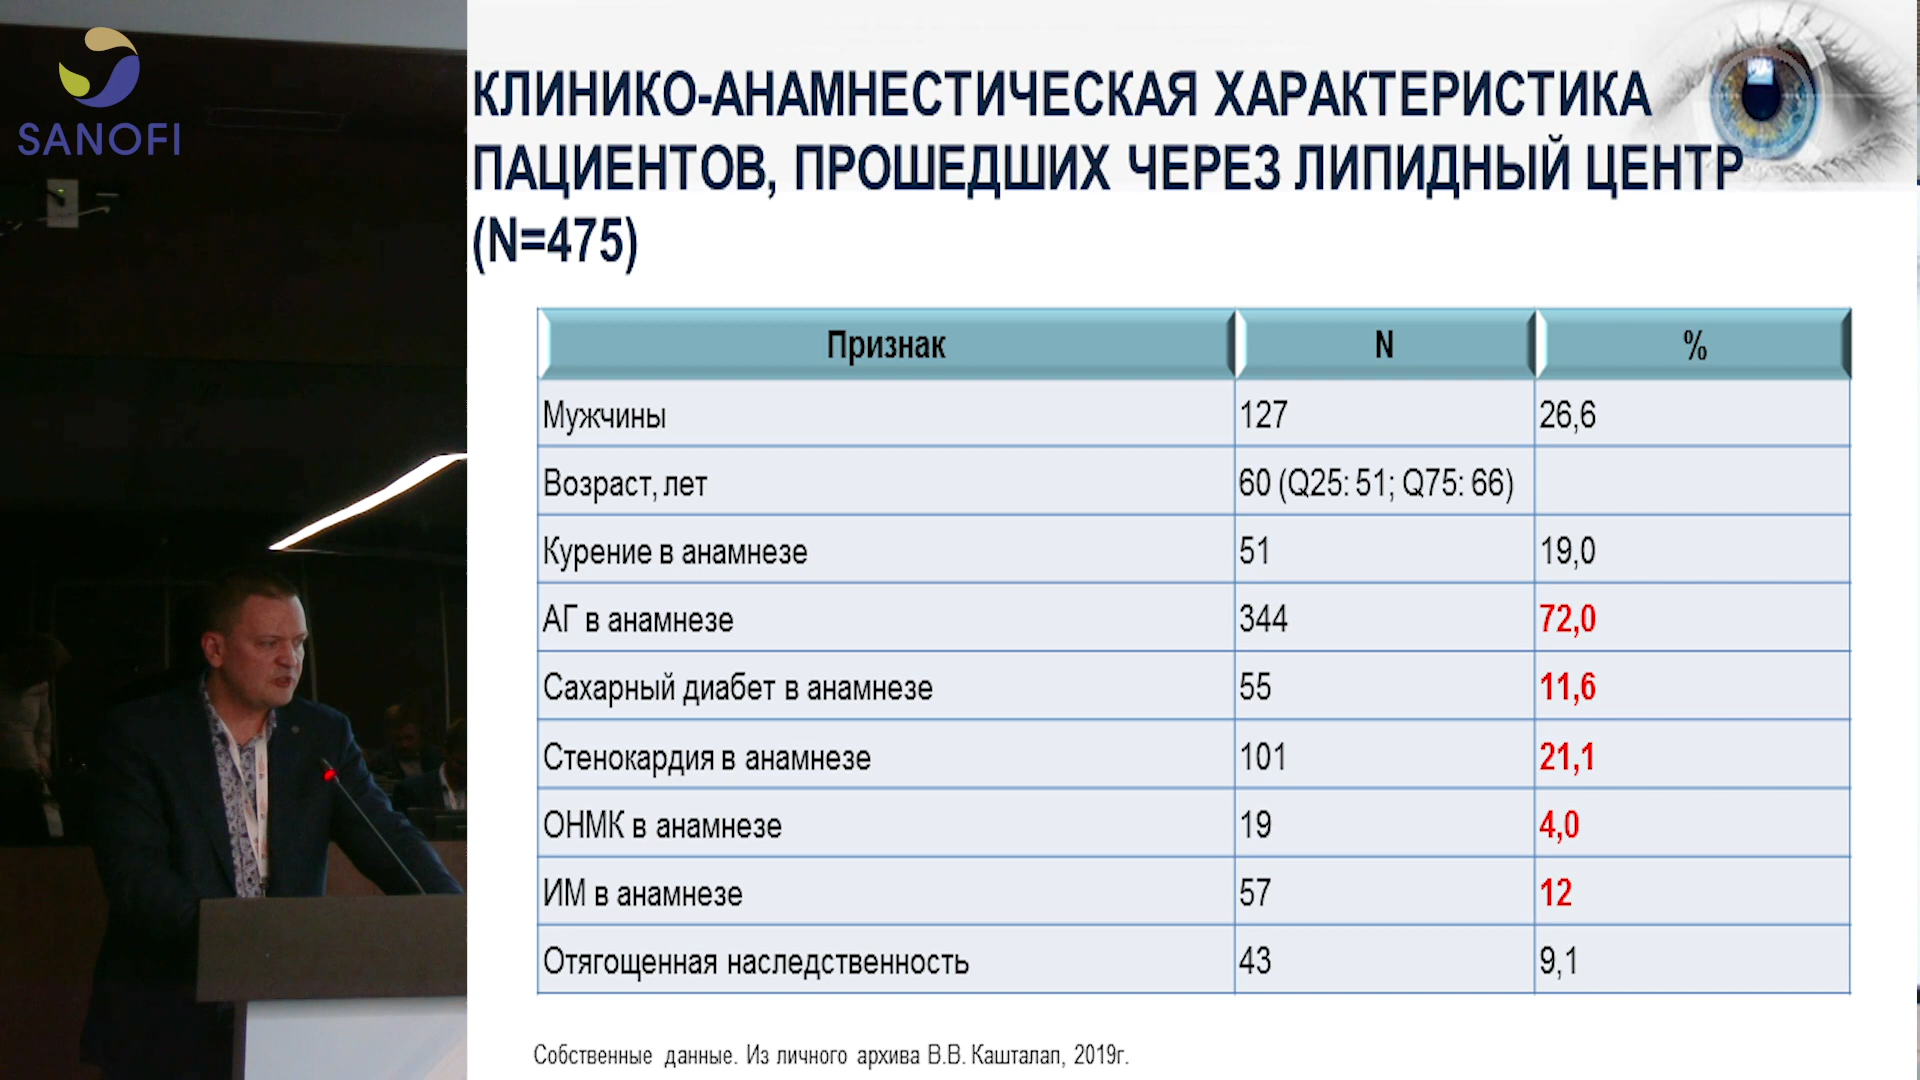 SANOFI
КЛИНИКО-АНАМНЕСТИЧЕСКАЯ ХАРАКТЕРИСТИКА
ПАЦИЕНТОВ, ПРОШЕДШИХ ЧЕРЕЗ ЛИПИДНЫЙ ЦЕНТР
(N=475)
Признак N %
Мужчины 127 26,6
Возраст, лет 60 (Q25: 51; Q75: 66)
Курение в анамнезе 51 19,0
АГ в анамнезе 344 72,0
Сахарный диабет в анамнезе 55 11,6
Стенокардия в анамнезе 101 21,1
ОНМК в анамнезе 19 4,0
ИМ в анамнезе 57 12
Отягощенная наследственность 43 9,1
Собственные данные. Из личного архива В.В. Кашталап, 2019г.